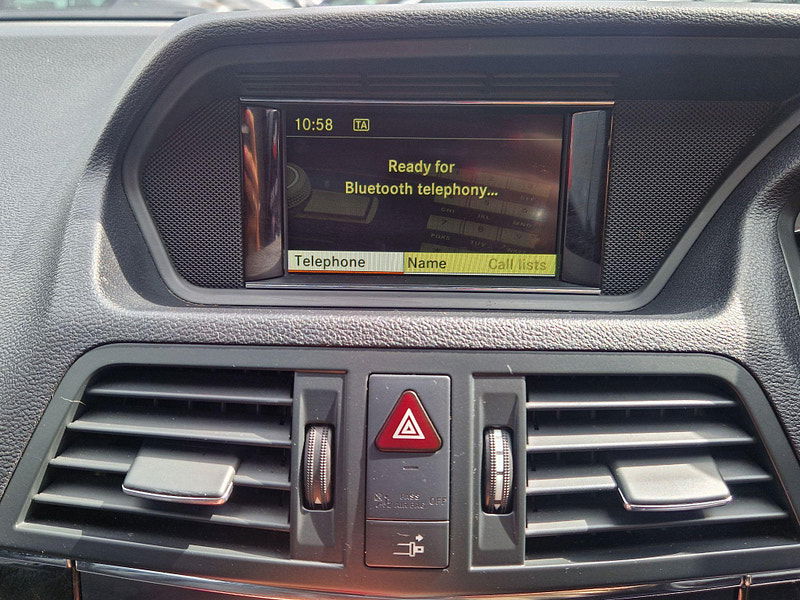 10:58 TA
Ready for
Bluetooth telephony...
Telephone Name Call lists
PASS
AIR BAG OFF